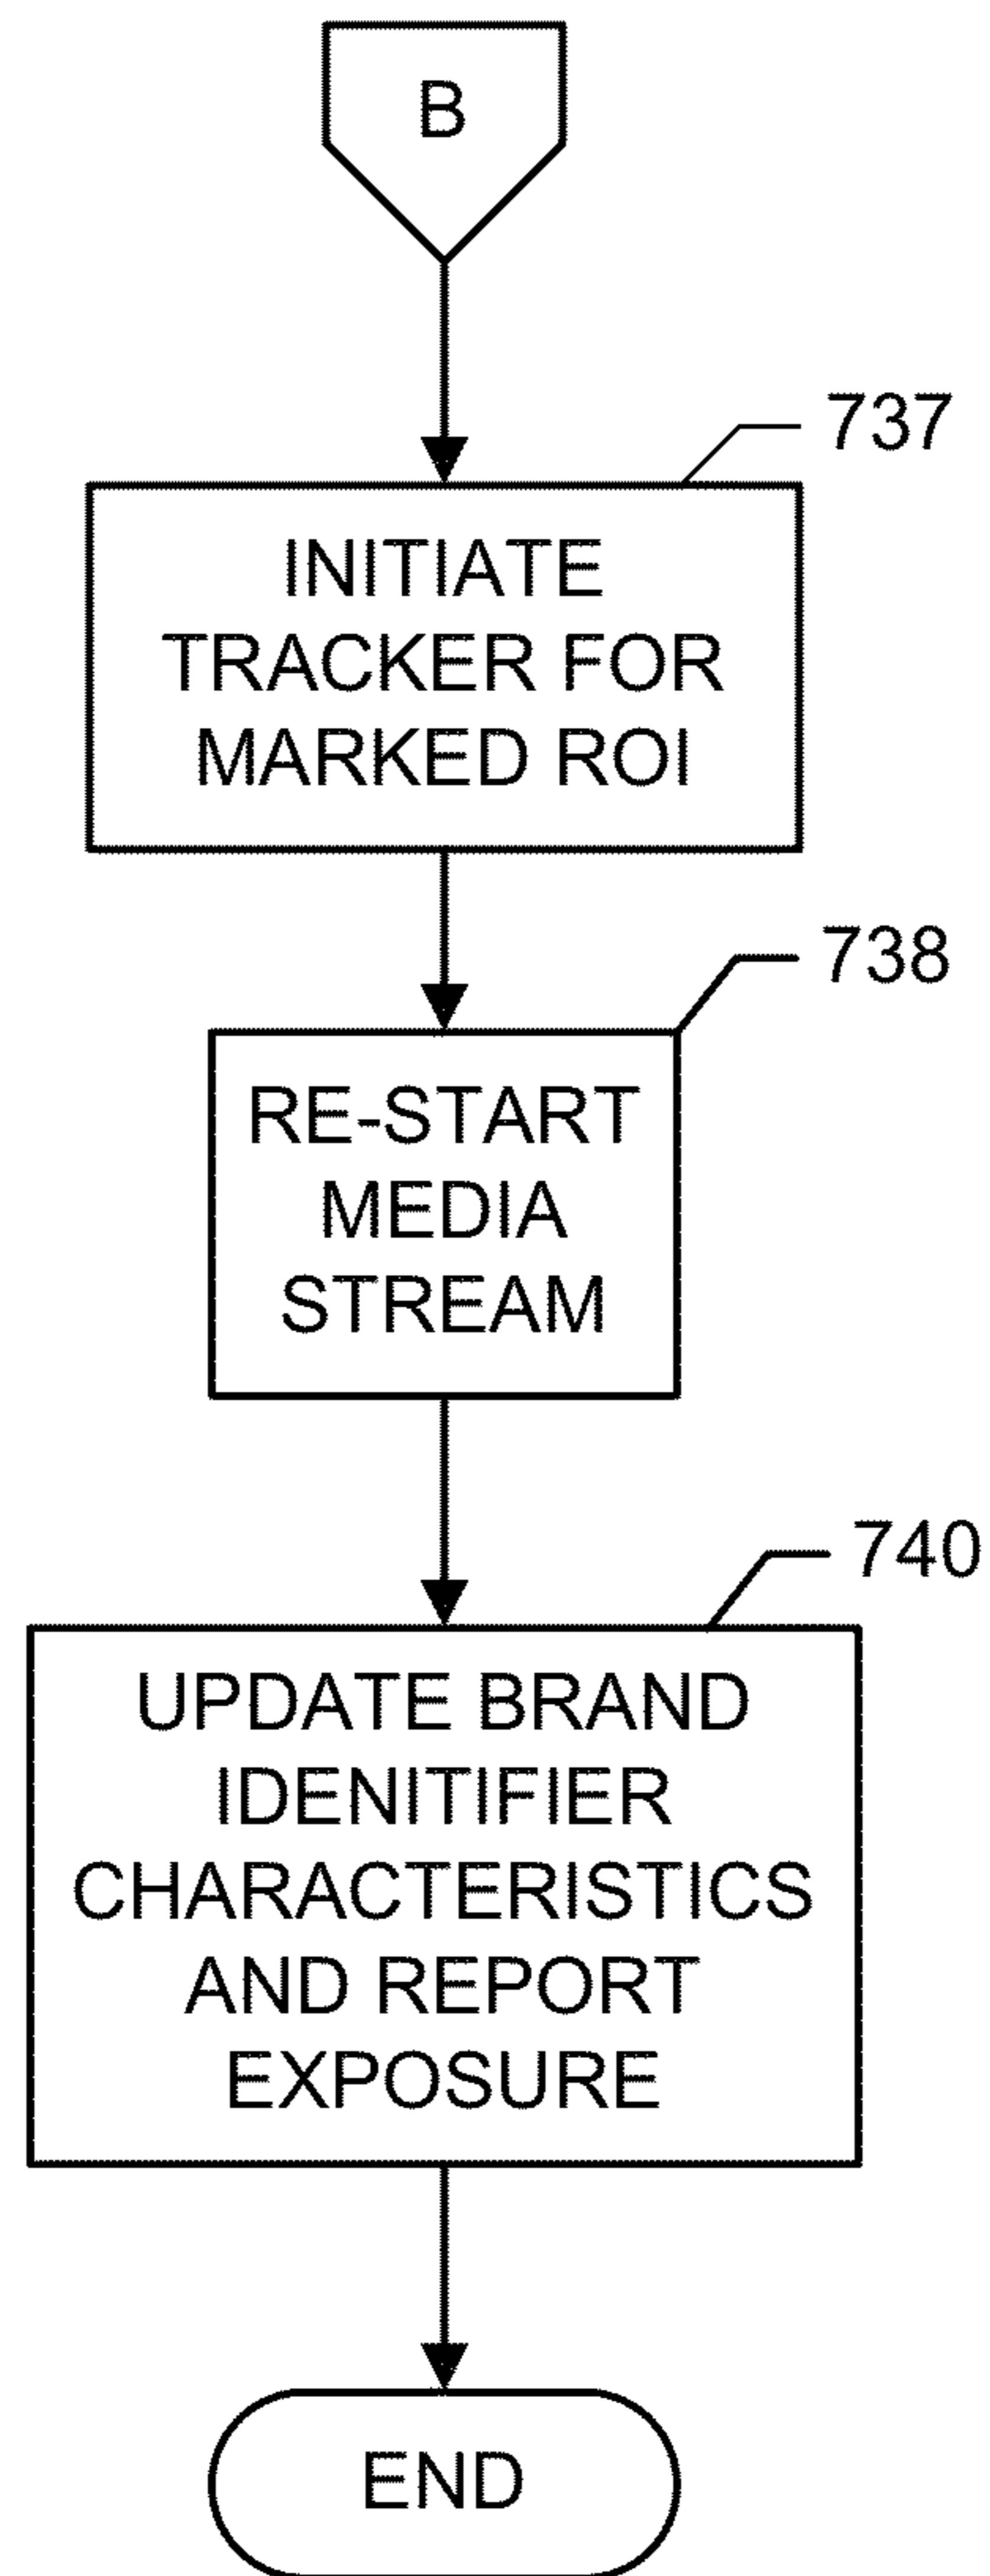 B
737
INITIATE
TRACKER FOR
MARKED ROI
738
RE-START
MEDIA
STREAM
740
UPDATE BRAND
IDENITIFIER
CHARACTERISTICS
AND REPORT
EXPOSURE
END